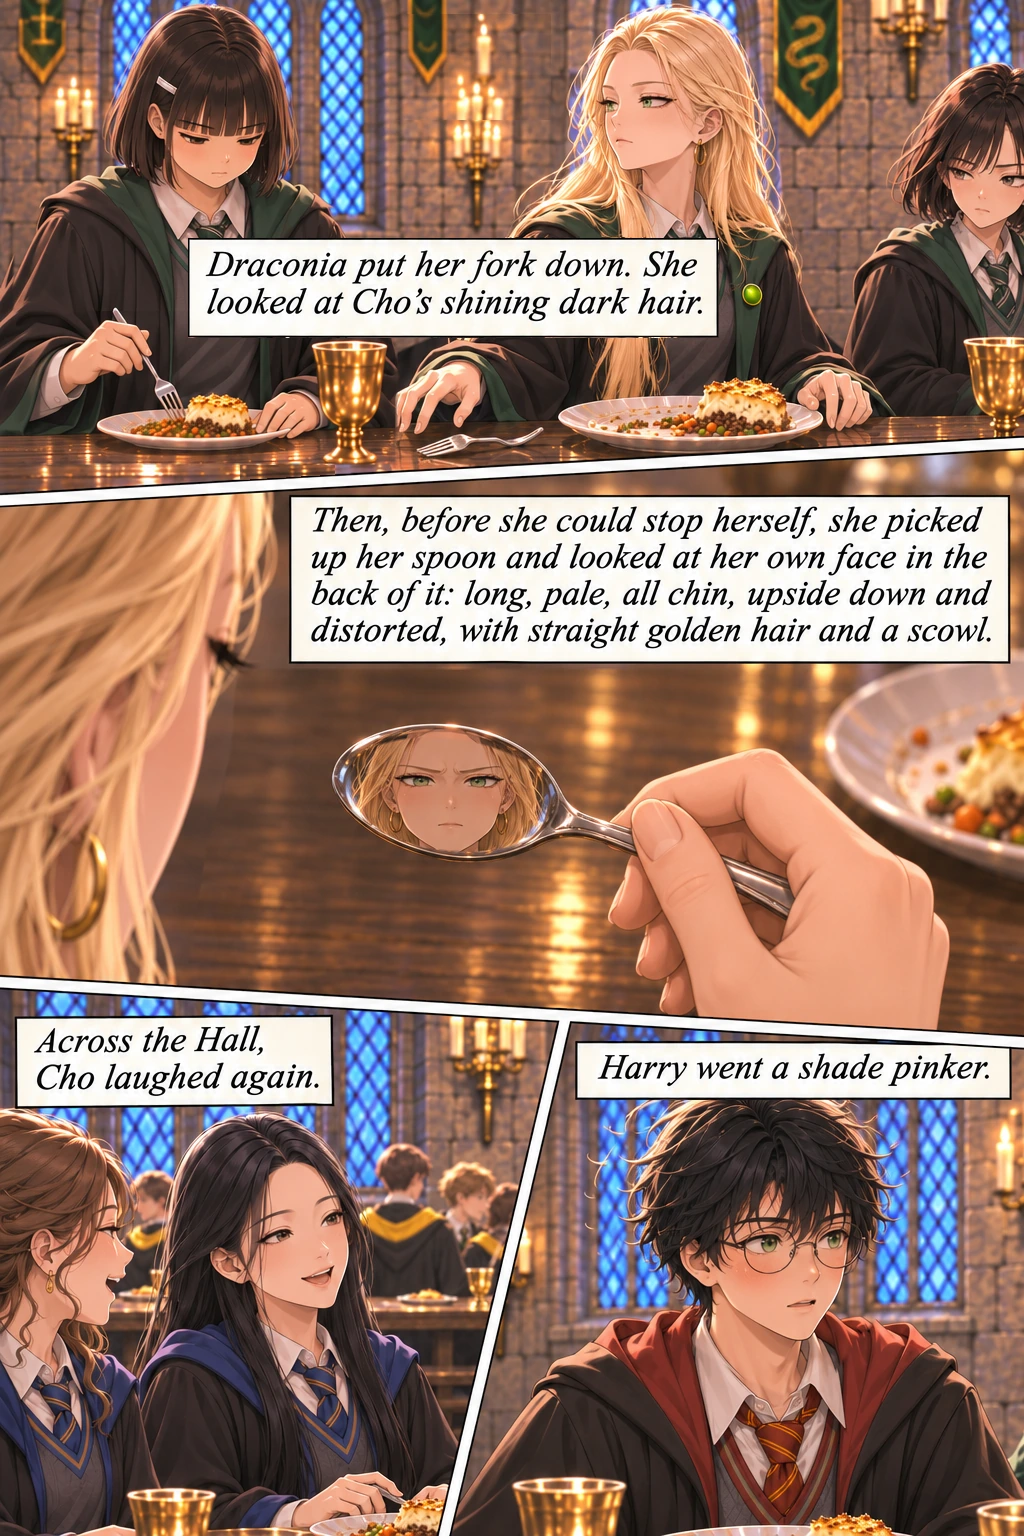 Draconia put her fork down. She
looked at Cho’s shining dark hair.
Then, before she could stop herself, she picked
up her spoon and looked at her own face in the
back of it: long, pale, all chin, upside down and
distorted, with straight golden hair and a scowl.
Across the Hall,
Cho laughed again.
Harry went a shade pinker.